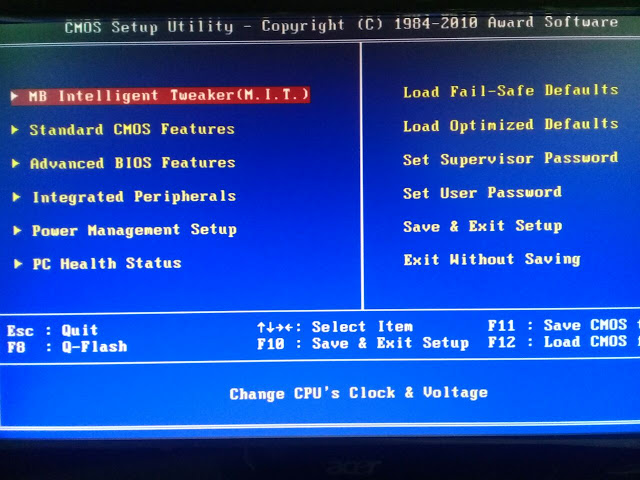 CMOS Setup Utility - Copyright (C) 1984-2010 Award Software
MB Intelligent Tweaker(M.I.T.)
Standard CMOS Features
Advanced BIOS Features
Integrated Peripherals
Power Management Setup
PC Health Status
Load Fail-Safe Defaults
Load Optimized Defaults
Set Supervisor Password
Set User Password
Save & Exit Setup
Exit Without Saving
Esc : Quit ↑↓→←: Select Item F11 : Save CMOS
F8 : Q-Flash F10 : Save & Exit Setup F12 : Load CMOS
Change CPU's Clock & Voltage
acer